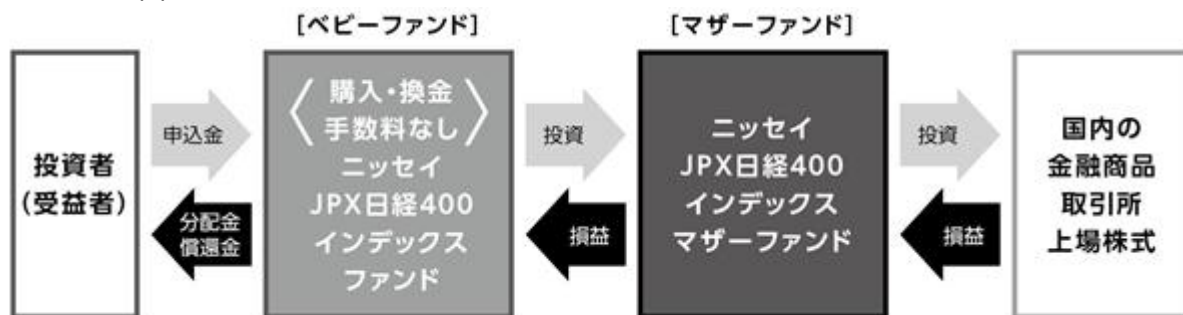 [ベビーファンド]
[マザーファンド]
投資者
(受益者)
申込金
分配金
償還金
〈購入・換金
手数料なし〉
ニッセイ
JPX日経400
インデックス
ファンド
投資
損益
ニッセイ
JPX日経400
インデックス
マザーファンド
投資
損益
国内の
金融商品
取引所
上場株式